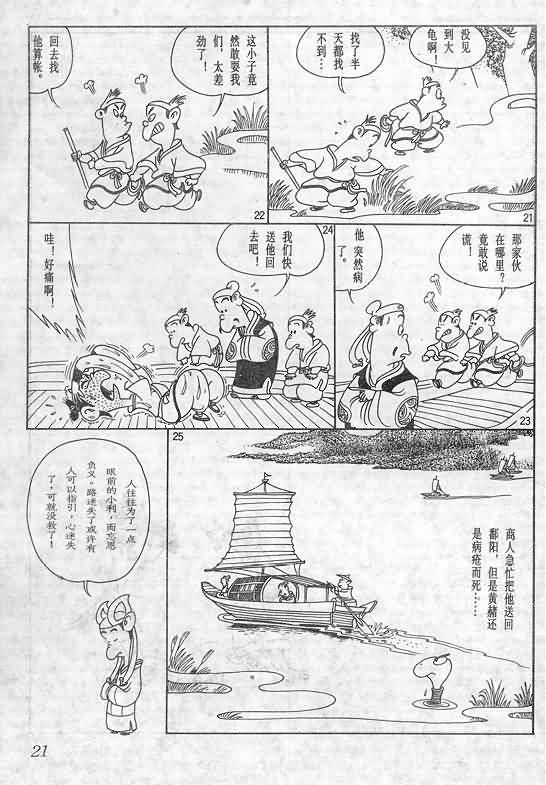 没见
到大
龟啊！
找了半
天都找
不到…
21
这小子竟
然敢耍我
们，太差
劲了！
回去找
他算帐。
22
那家伙
在哪里？
竟敢说
谎！
他突然病
了。
23
24
我们快
送他回
去吧！
哇！好痛啊！
25
商人急忙把他送回
鄱阳，但是黄赭还
是病疮而死……
人往往为了一点
眼前的小利，而忘恩
负义。路迷失了或许有
人可以指引，心迷失
了，可就没救了！
21